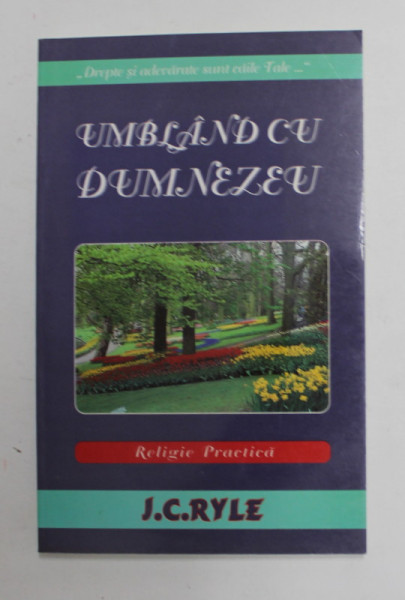 „Drepte și adevărate sunt căile Tale ...“
UMBLÂND CU
DUMNEZEU
Religie Practică
J.C.RYLE